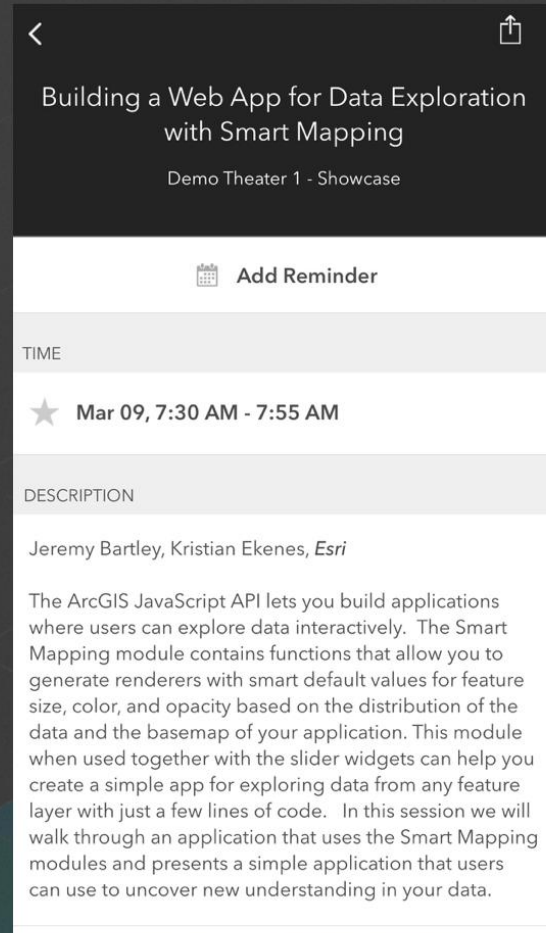 Building a Web App for Data Exploration
with Smart Mapping
Demo Theater 1 - Showcase
Add Reminder
TIME
Mar 09, 7:30 AM - 7:55 AM
DESCRIPTION
Jeremy Bartley, Kristian Ekenes, Esri
The ArcGIS JavaScript API lets you build applications
where users can explore data interactively.  The Smart
Mapping module contains functions that allow you to
generate renderers with smart default values for feature
size, color, and opacity based on the distribution of the
data and the basemap of your application. This module
when used together with the slider widgets can help you
create a simple app for exploring data from any feature
layer with just a few lines of code.   In this session we will
walk through an application that uses the Smart Mapping
modules and presents a simple application that users
can use to uncover new understanding in your data.